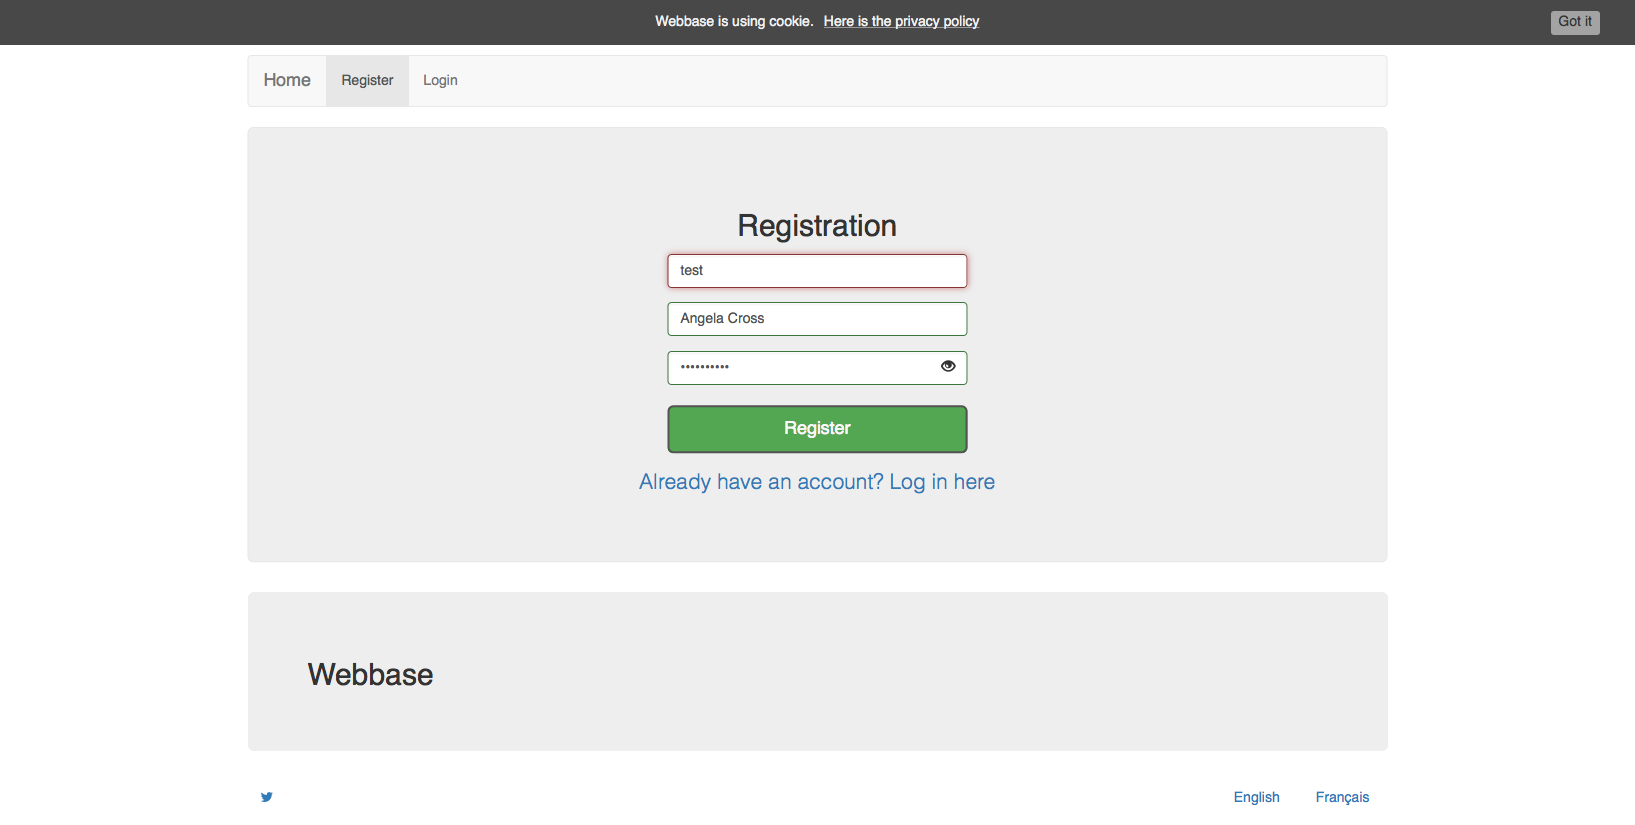 Webbase is using cookie. Here is the privacy policy
Got it
Home Register Login
Registration
test
Angela Cross
••••••••••
Register
Already have an account? Log in here
Webbase
English Français